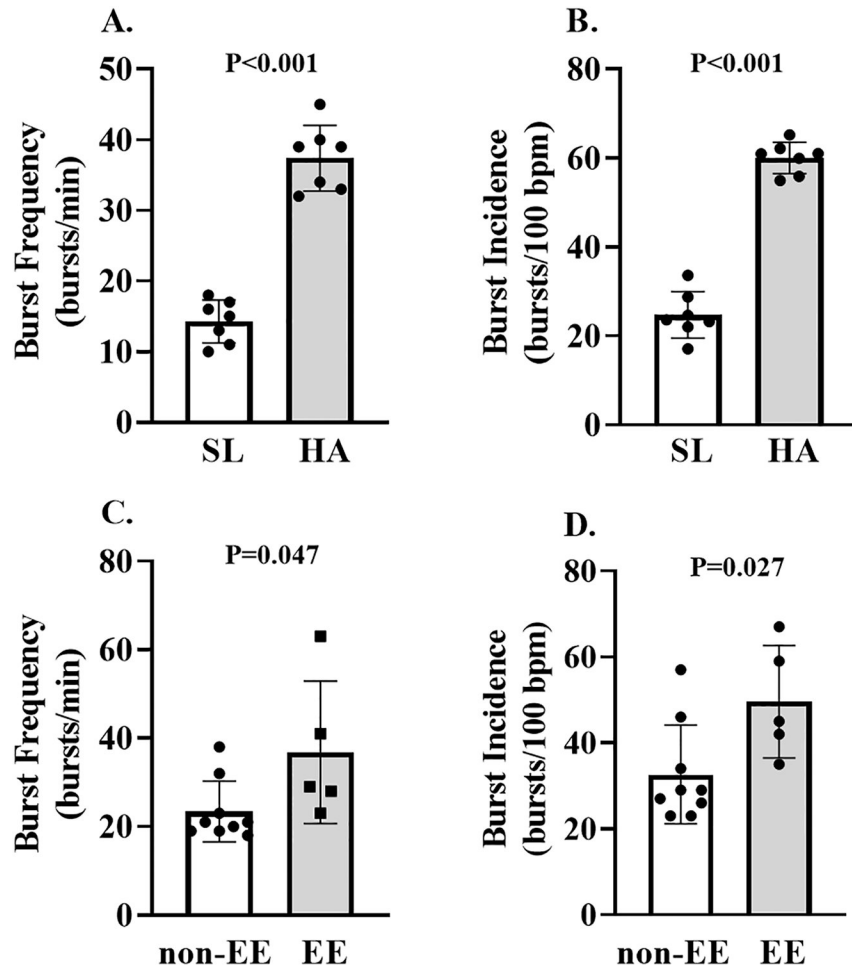 A.
P<0.001
Burst Frequency
(bursts/min)
50
40
30
20
10
0
SL HA
B.
P<0.001
Burst Incidence
(bursts/100 bpm)
80
60
40
20
0
SL HA
C.
P=0.047
Burst Frequency
(bursts/min)
80
60
40
20
0
non-EE EE
D.
P=0.027
Burst Incidence
(bursts/100 bpm)
80
60
40
20
0
non-EE EE